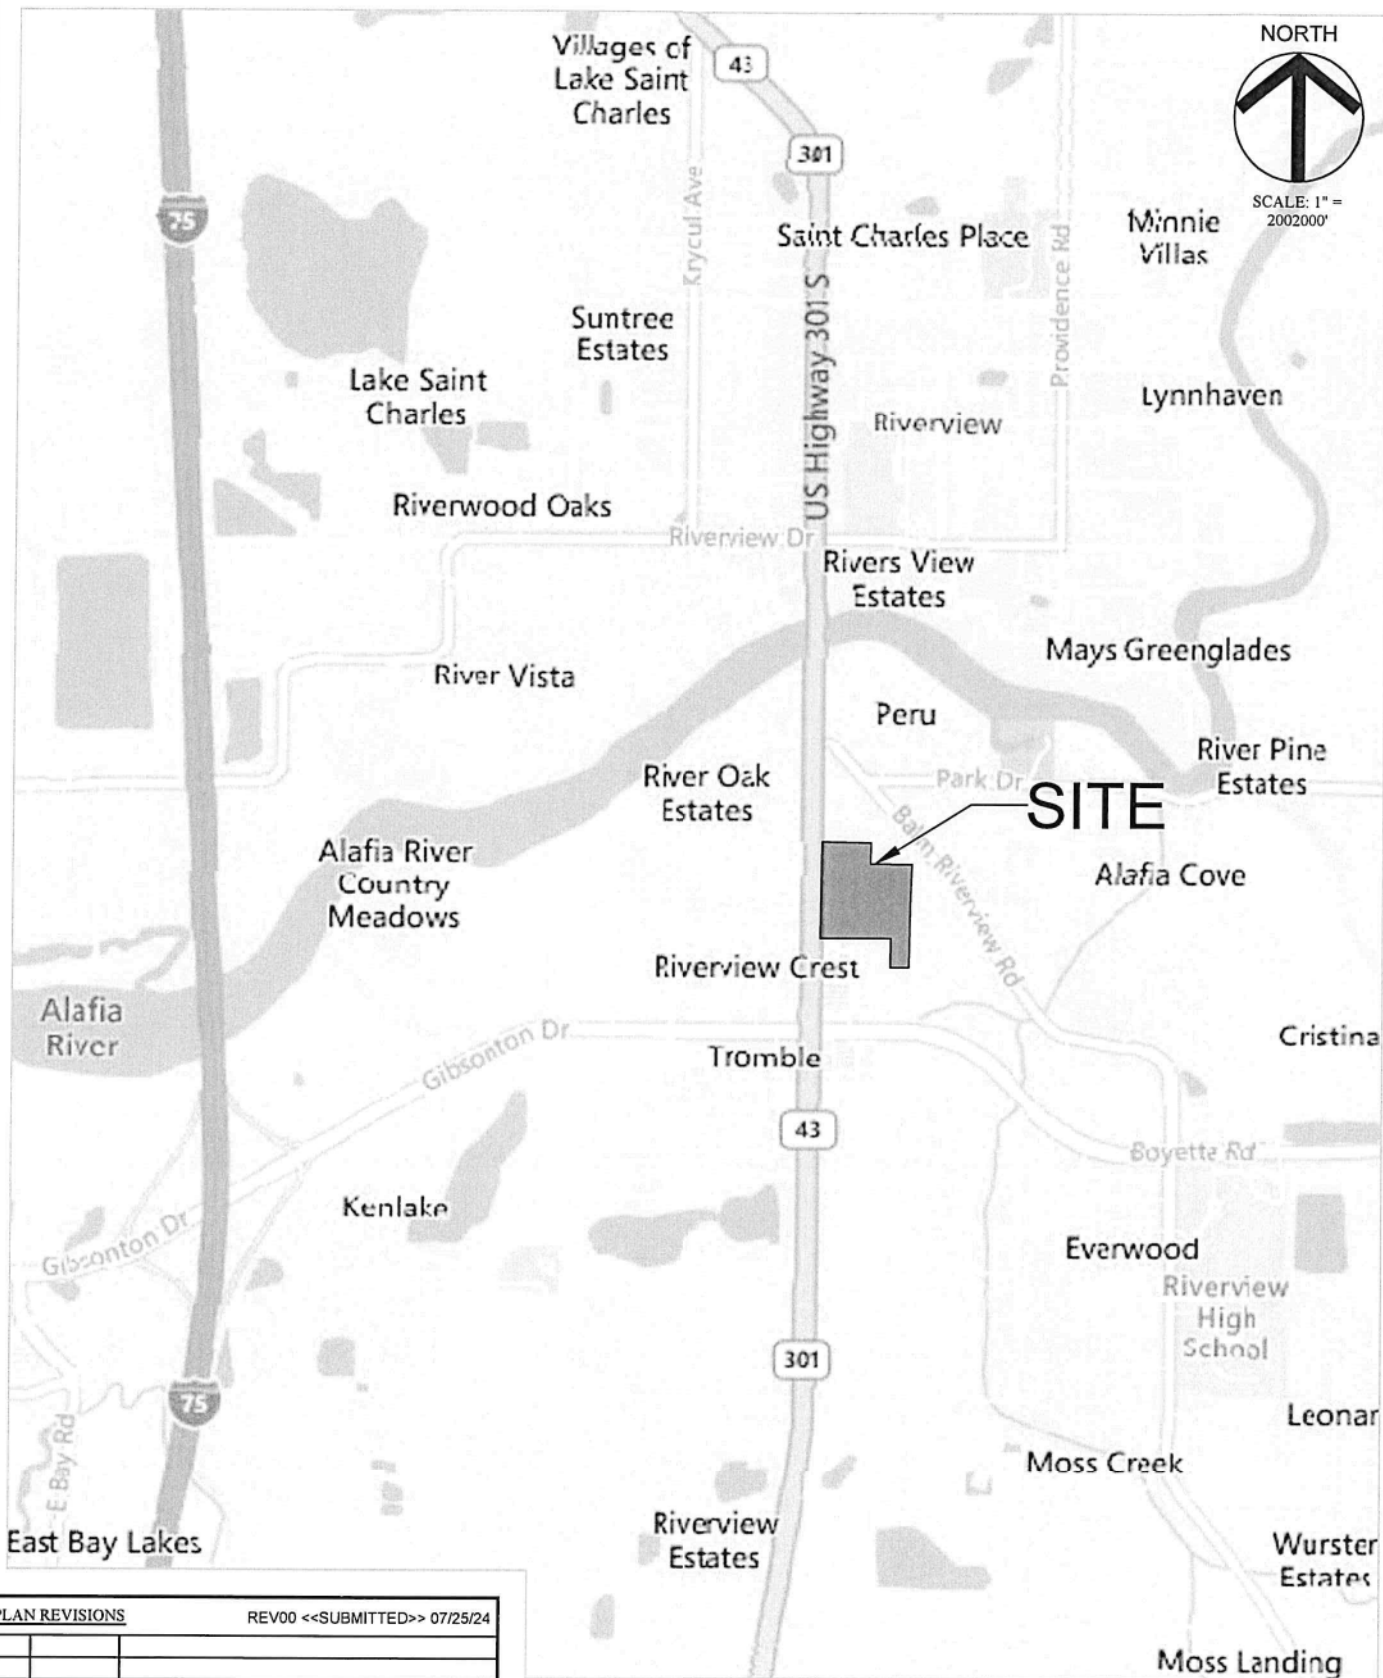 Villages of
Lake Saint
Charles
43
NORTH
301
SCALE: 1" =
2002000'
75
Krycul Ave
Saint Charles Place
Minnie
Villas
Providence Rd
Suntree
Estates
US Highway 301 S
Lake Saint
Charles
Lynnhaven
Riverview
Riverwood Oaks
Riverview Dr
Rivers View
Estates
Mays Greenglades
River Vista
Peru
River Pine
Estates
River Oak
Estates
Park Dr
SITE
Balm Riverview Rd
Alafia River
Country
Meadows
Alafia Cove
Riverview Crest
Alafia
River
Cristina
Gibsonton Dr
Tromble
43
Boyette Rd
Kenlake
Gibsonton Dr
Everwood
Riverview
High
School
301
75
Leonar
E Bay Rd
Moss Creek
East Bay Lakes
Riverview
Estates
Wurster
Estates
PLAN REVISIONS
REV00 <<SUBMITTED>> 07/25/24
Moss Landing